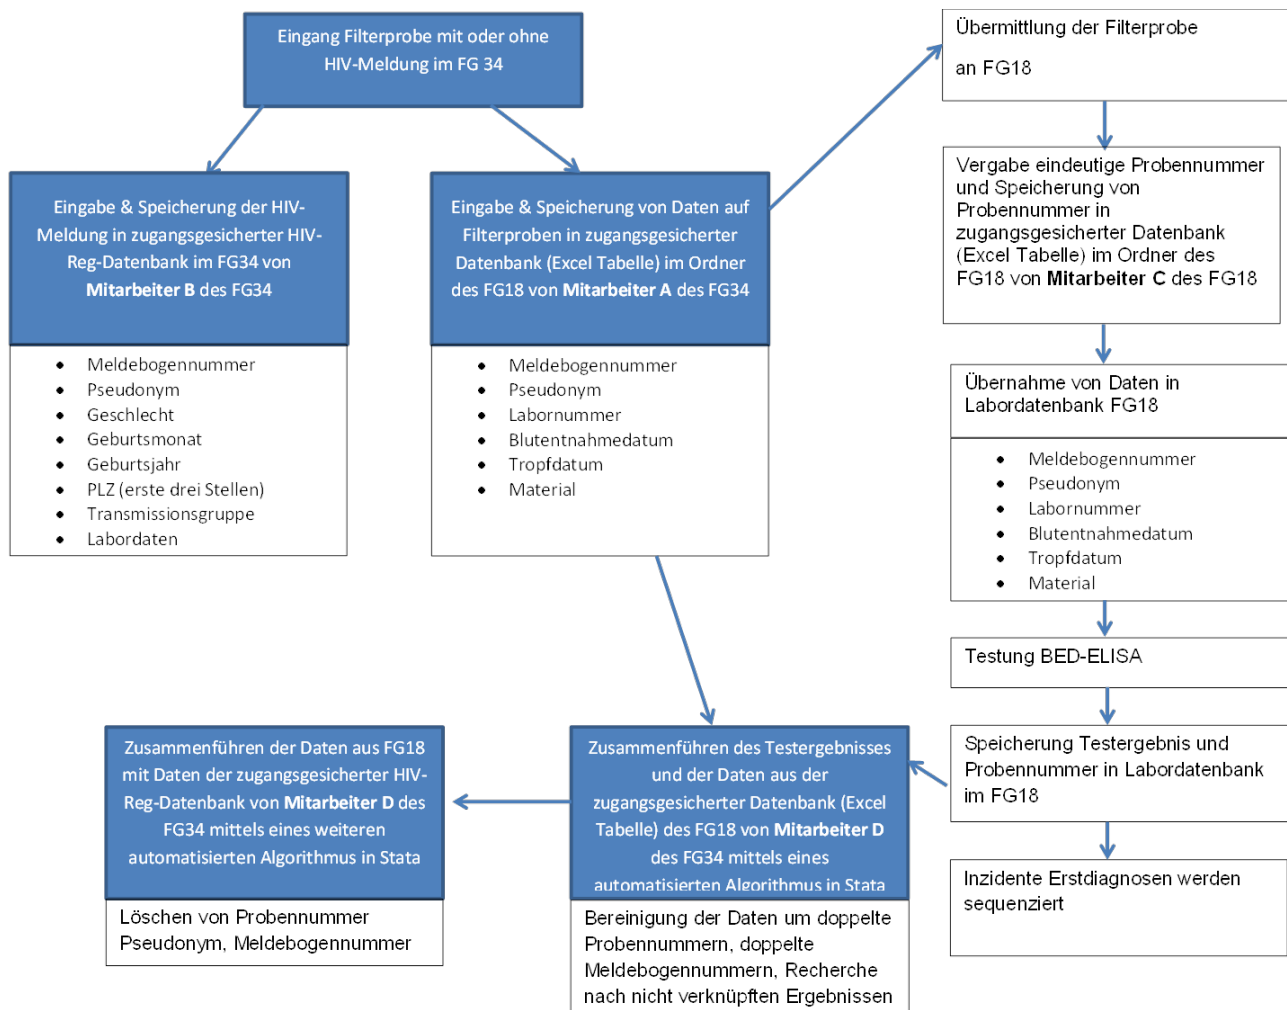 Eingang Filterprobe mit oder ohne
HIV-Meldung im FG 34
Eingabe & Speicherung der HIV-
Meldung in zugangsgesicherter HIV-
Reg-Datenbank im FG34 von
Mitarbeiter B des FG34
• Meldebogennummer
• Pseudonym
• Geschlecht
• Geburtsmonat
• Geburtsjahr
• PLZ (erste drei Stellen)
• Transmissionsgruppe
• Labordaten
Eingabe & Speicherung von Daten auf
Filterproben in zugangsgesicherter
Datenbank (Excel Tabelle) im Ordner
des FG18 von Mitarbeiter A des FG34
• Meldebogennummer
• Pseudonym
• Labornummer
• Blutentnahmedatum
• Tropfdatum
• Material
Übermittlung der Filterprobe
an FG18
Vergabe eindeutige Probennummer
und Speicherung von
Probennummer in
zugangsgesicherter Datenbank
(Excel Tabelle) im Ordner des
FG18 von Mitarbeiter C des FG18
Übernahme von Daten in
Labordatenbank FG18
• Meldebogennummer
• Pseudonym
• Labornummer
• Blutentnahmedatum
• Tropfdatum
• Material
Testung BED-ELISA
Speicherung Testergebnis und
Probennummer in Labordatenbank
im FG18
Inzidente Erstdiagnosen werden
sequenziert
Zusammenführen des Testergebnisses
und der Daten aus der
zugangsgesicherter Datenbank (Excel
Tabelle) des FG18 von Mitarbeiter D
des FG34 mittels eines
automatisierten Algorithmus in Stata
Bereinigung der Daten um doppelte
Probennummern, doppelte
Meldebogennummern, Recherche
nach nicht verknüpften Ergebnissen
Zusammenführen der Daten aus FG18
mit Daten der zugangsgesicherter HIV-
Reg-Datenbank von Mitarbeiter D des
FG34 mittels eines weiteren
automatisierten Algorithmus in Stata
Löschen von Probennummer
Pseudonym, Meldebogennummer